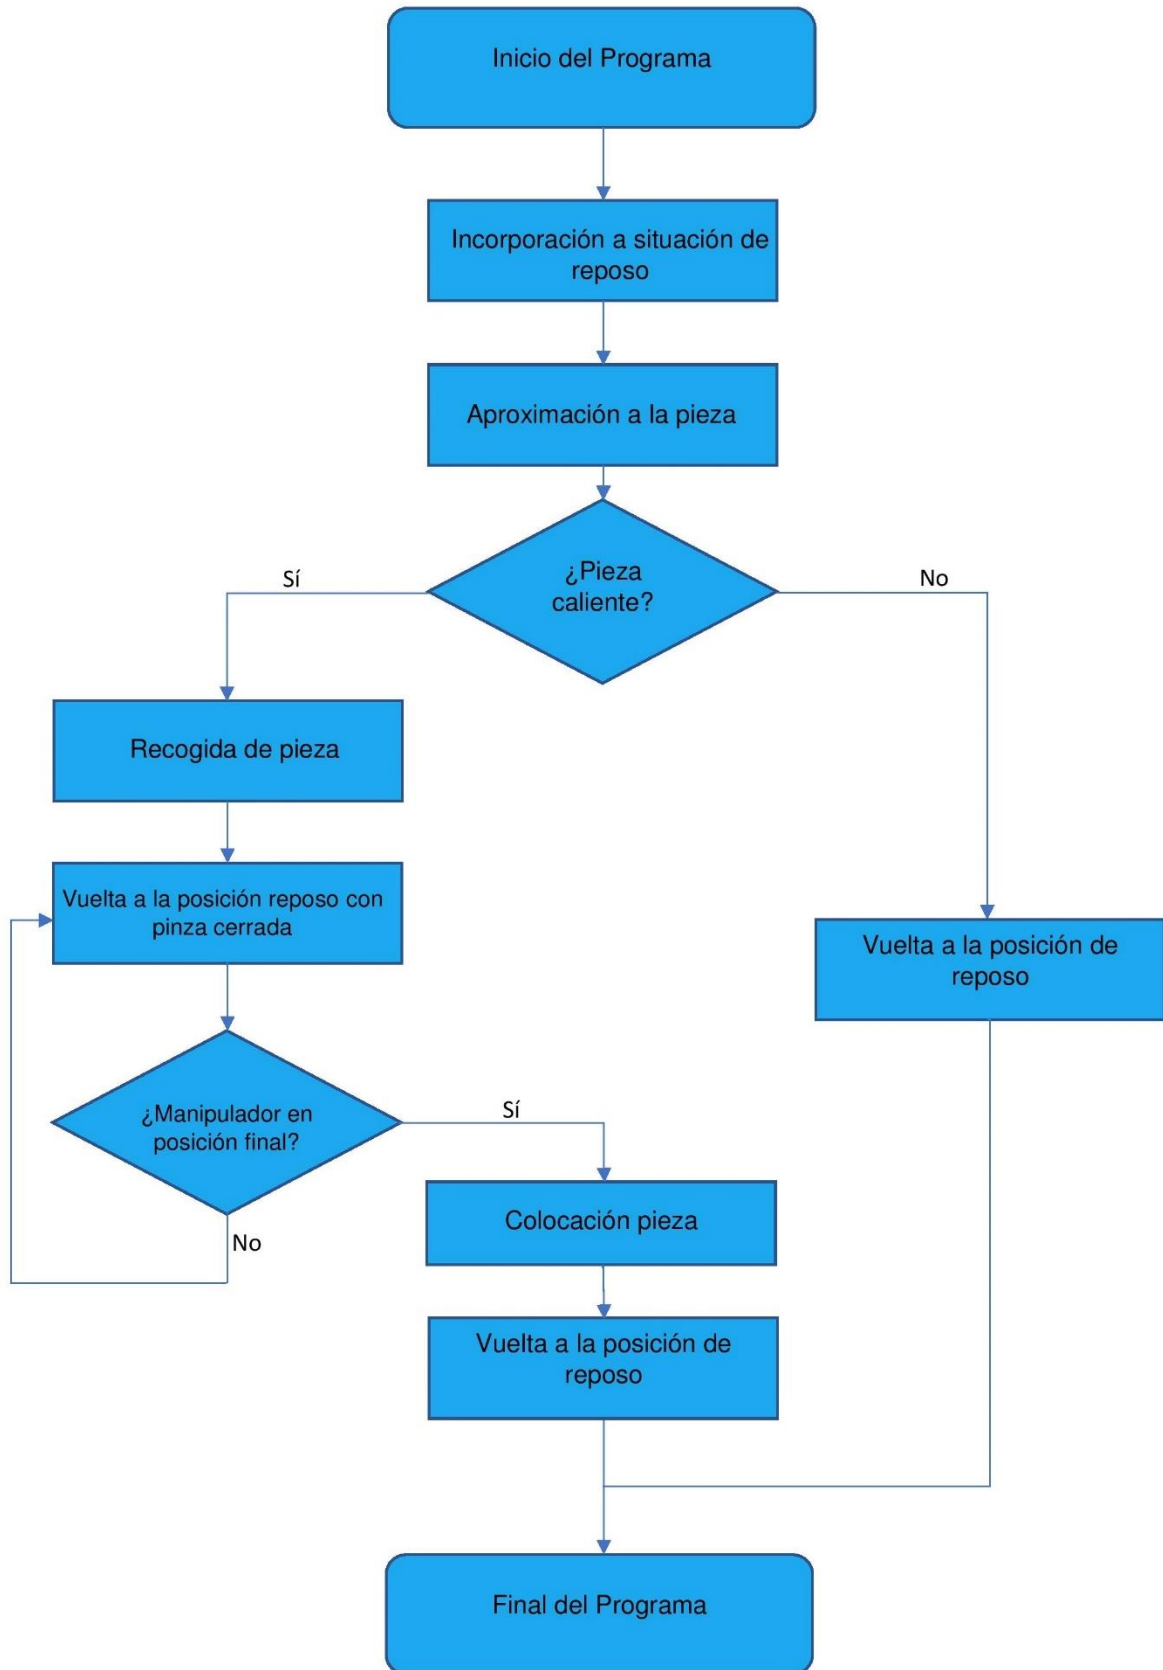 Inicio del Programa
Incorporación a situación de
reposo
Aproximación a la pieza
¿Pieza
caliente?
Sí
No
Recogida de pieza
Vuelta a la posición reposo con
pinza cerrada
Vuelta a la posición de
reposo
¿Manipulador en
posición final?
Sí
No
Colocación pieza
Vuelta a la posición de
reposo
Final del Programa